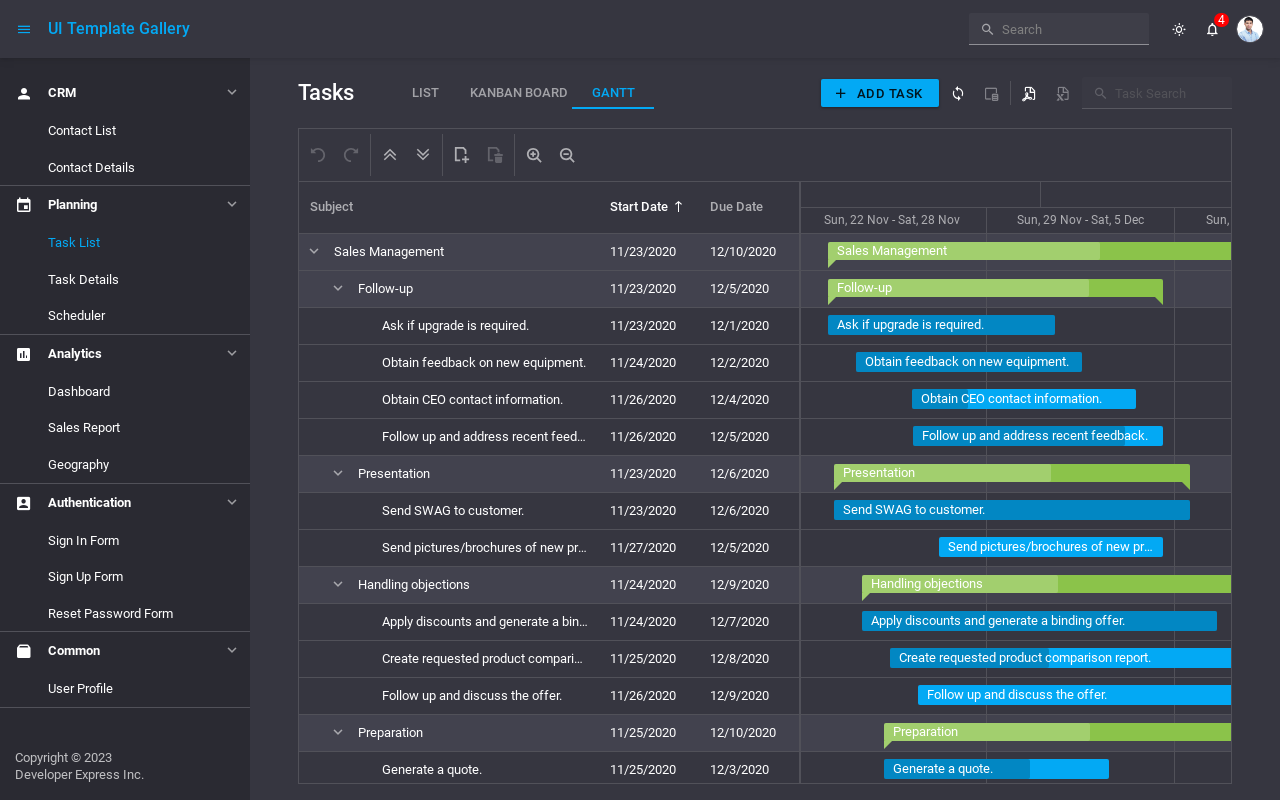 UI Template Gallery
Search
4
CRM
Contact List
Contact Details
Planning
Task List
Task Details
Scheduler
Analytics
Dashboard
Sales Report
Geography
Authentication
Sign In Form
Sign Up Form
Reset Password Form
Common
User Profile
Copyright © 2023
Developer Express Inc.
Tasks
LIST
KANBAN BOARD
GANTT
ADD TASK
Task Search
Subject
Start Date
Due Date
Sun, 22 Nov - Sat, 28 Nov
Sun, 29 Nov - Sat, 5 Dec
Sun,
Sales Management 11/23/2020 12/10/2020 Sales Management
Follow-up 11/23/2020 12/5/2020 Follow-up
Ask if upgrade is required. 11/23/2020 12/1/2020 Ask if upgrade is required.
Obtain feedback on new equipment. 11/24/2020 12/2/2020 Obtain feedback on new equipment.
Obtain CEO contact information. 11/26/2020 12/4/2020 Obtain CEO contact information.
Follow up and address recent feed... 11/26/2020 12/5/2020 Follow up and address recent feedback.
Presentation 11/23/2020 12/6/2020 Presentation
Send SWAG to customer. 11/23/2020 12/6/2020 Send SWAG to customer.
Send pictures/brochures of new pr... 11/27/2020 12/5/2020 Send pictures/brochures of new pr...
Handling objections 11/24/2020 12/9/2020 Handling objections
Apply discounts and generate a bin... 11/24/2020 12/7/2020 Apply discounts and generate a binding offer.
Create requested product compari... 11/25/2020 12/8/2020 Create requested product comparison report.
Follow up and discuss the offer. 11/26/2020 12/9/2020 Follow up and discuss the offer.
Preparation 11/25/2020 12/10/2020 Preparation
Generate a quote. 11/25/2020 12/3/2020 Generate a quote.